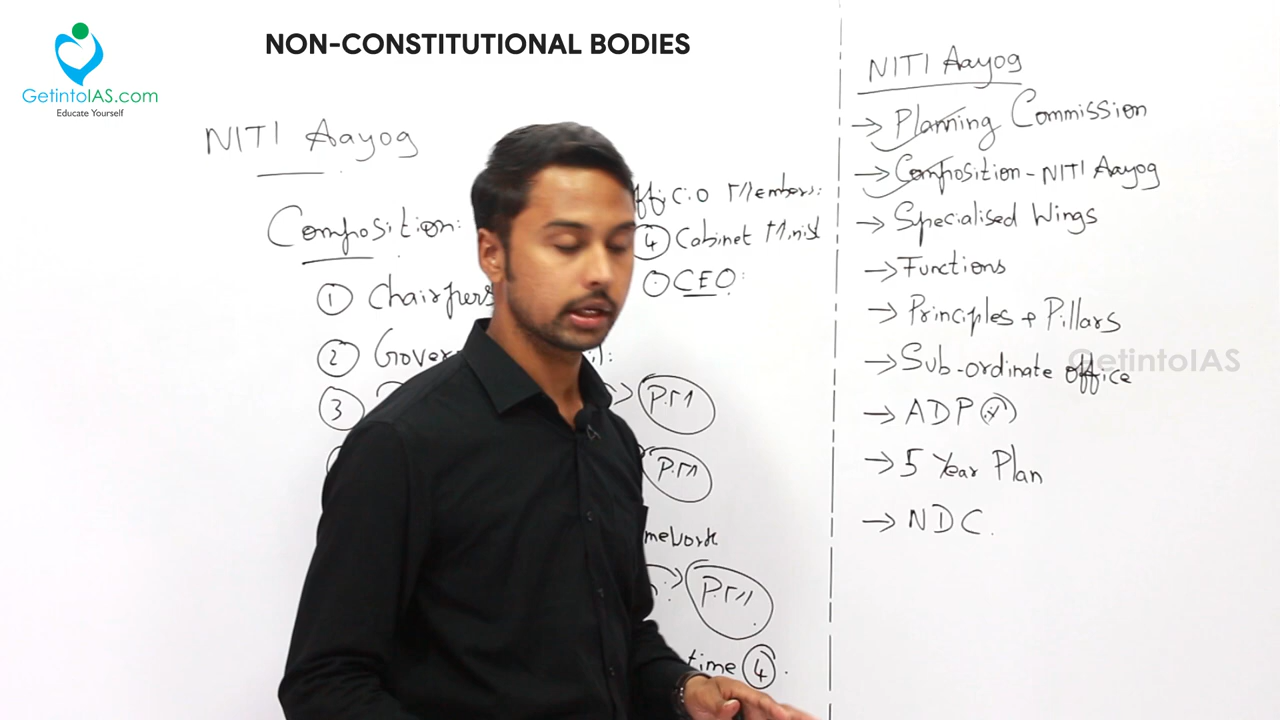 NON-CONSTITUTIONAL BODIES
GetintoIAS.com
Educate Yourself
NITI Aayog
Composition:
① Chairpers
② Gover
③
P.M
P.M
mework
P.M
time ④.
ffico Members:
④ Cabinet Minist
CEO:
NITI Aayog
→ Planning Commission
→ Composition - NITI Aayog
→ Specialised Wings
→ Functions
→ Principles + Pillars
→ Sub-ordinate office
→ ADP
→ 5 Year Plan
→ NDC.
GetintoIAS